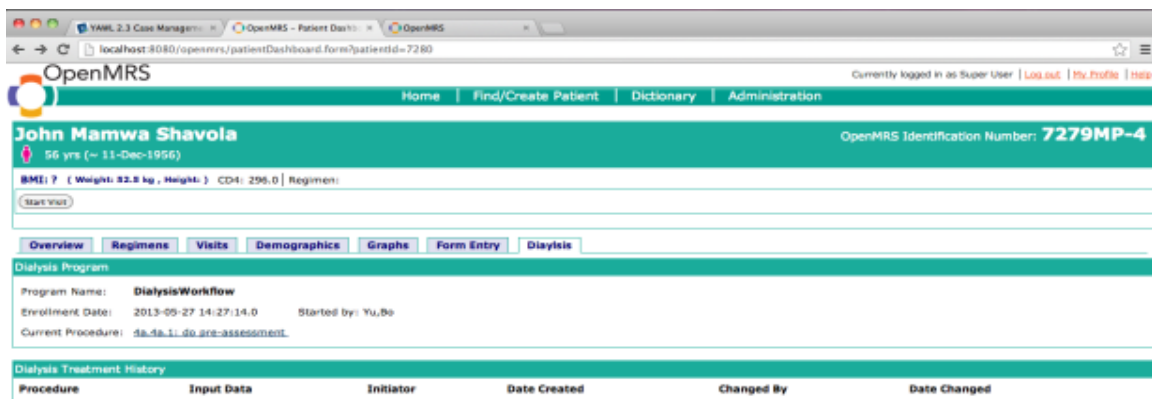 YAWL 2.3 Case Managem OpenMRS - Patient Dashb OpenMRS
localhost:8080/openmrs/patientDashboard.form?patientId=7280
OpenMRS
Currently logged in as Super User | Log out | My Profile | Help
Home | Find/Create Patient | Dictionary | Administration
John Mamwa Shavola
OpenMRS Identification Number: 7279MP-4
56 yrs (~ 11-Dec-1956)
BMI: ? ( Weight: 52.8 kg , Height: ) CD4: 296.0 | Regimen:
Start Visit
Overview Regimens Visits Demographics Graphs Form Entry Diaylsis
Dialysis Program
Program Name: DialysisWorkflow
Enrollment Date: 2013-05-27 14:27:14.0 Started by: Yu,Bo
Current Procedure: 4a.4a.1: do pre-assessment
Dialysis Treatment History
Procedure Input Data Initiator Date Created Changed By Date Changed